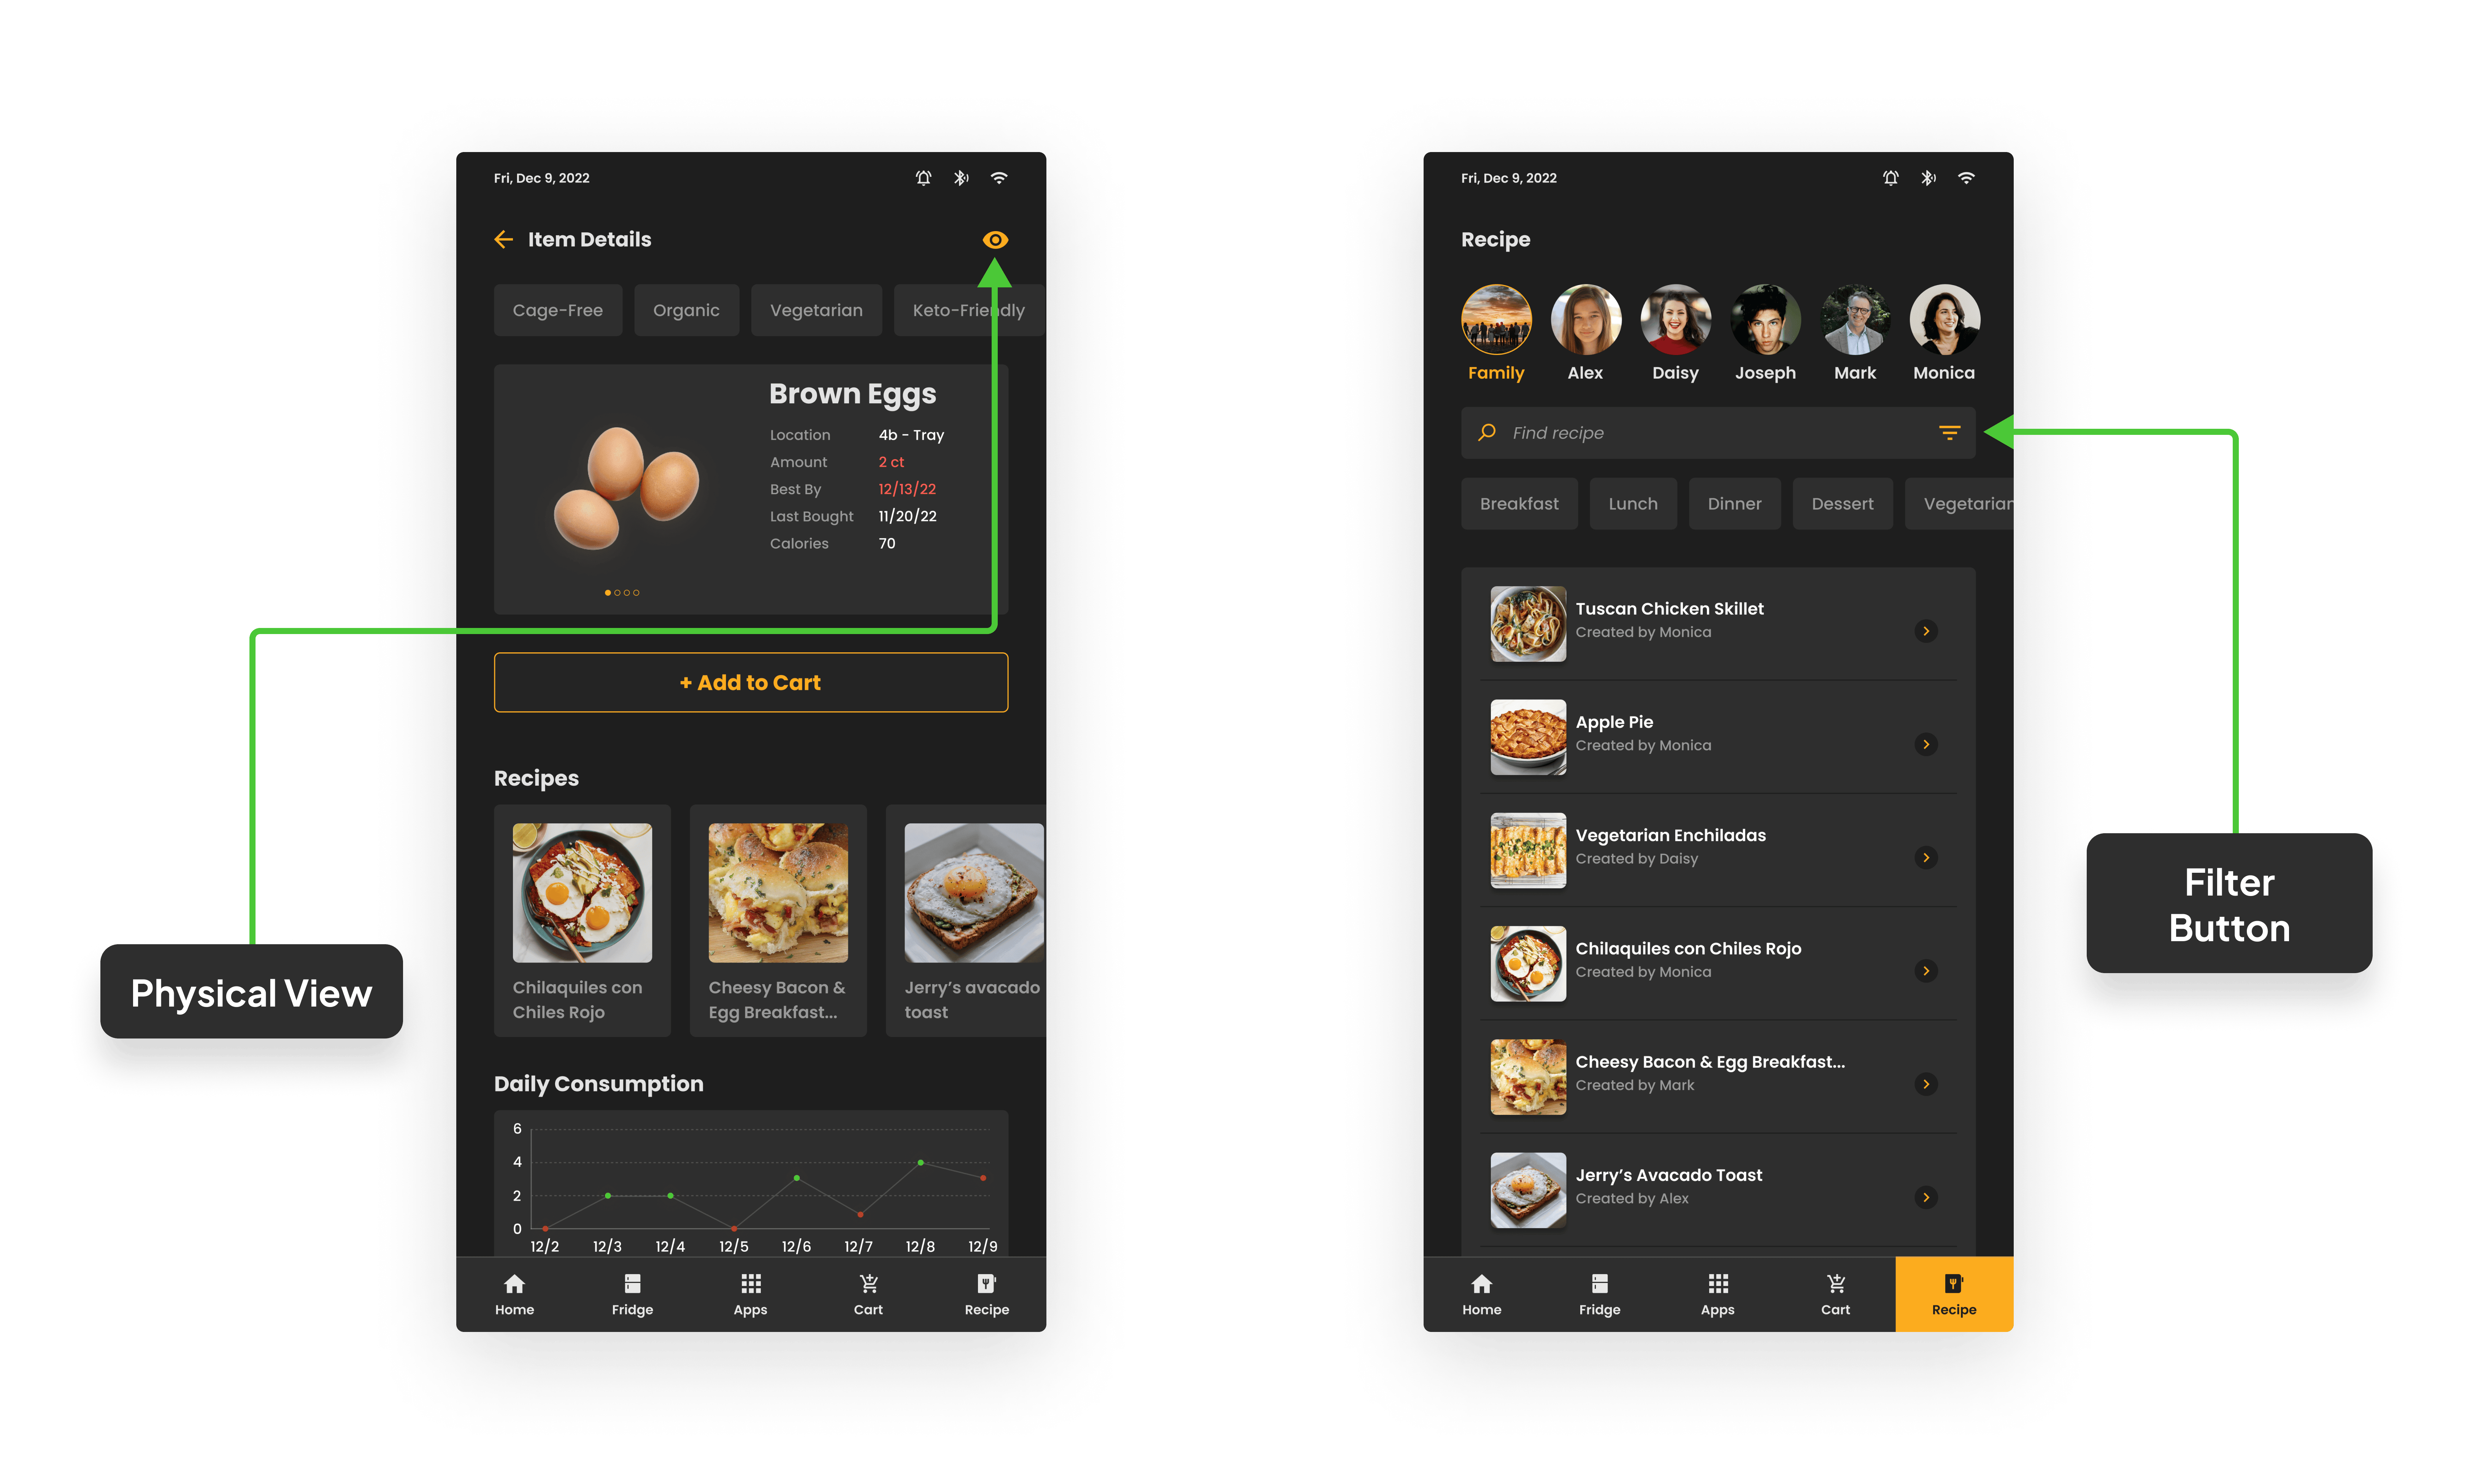 Fri, Dec 9, 2022
Item Details
Cage-Free
Organic
Vegetarian
Keto-Friendly
Brown Eggs
Location 4b - Tray
Amount 2 ct
Best By 12/13/22
Last Bought 11/20/22
Calories 70
+ Add to Cart
Recipes
Chilaquiles con
Chiles Rojo
Cheesy Bacon &
Egg Breakfast...
Jerry's avacado
toast
Daily Consumption
6
4
2
0
12/2 12/3 12/4 12/5 12/6 12/7 12/8 12/9
Home Fridge Apps Cart Recipe
Physical View
Fri, Dec 9, 2022
Recipe
Family Alex Daisy Joseph Mark Monica
Find recipe
Breakfast Lunch Dinner Dessert Vegetarian
Tuscan Chicken Skillet
Created by Monica
Apple Pie
Created by Monica
Vegetarian Enchiladas
Created by Daisy
Chilaquiles con Chiles Rojo
Created by Monica
Cheesy Bacon & Egg Breakfast...
Created by Mark
Jerry's Avacado Toast
Created by Alex
Home Fridge Apps Cart Recipe
Filter
Button